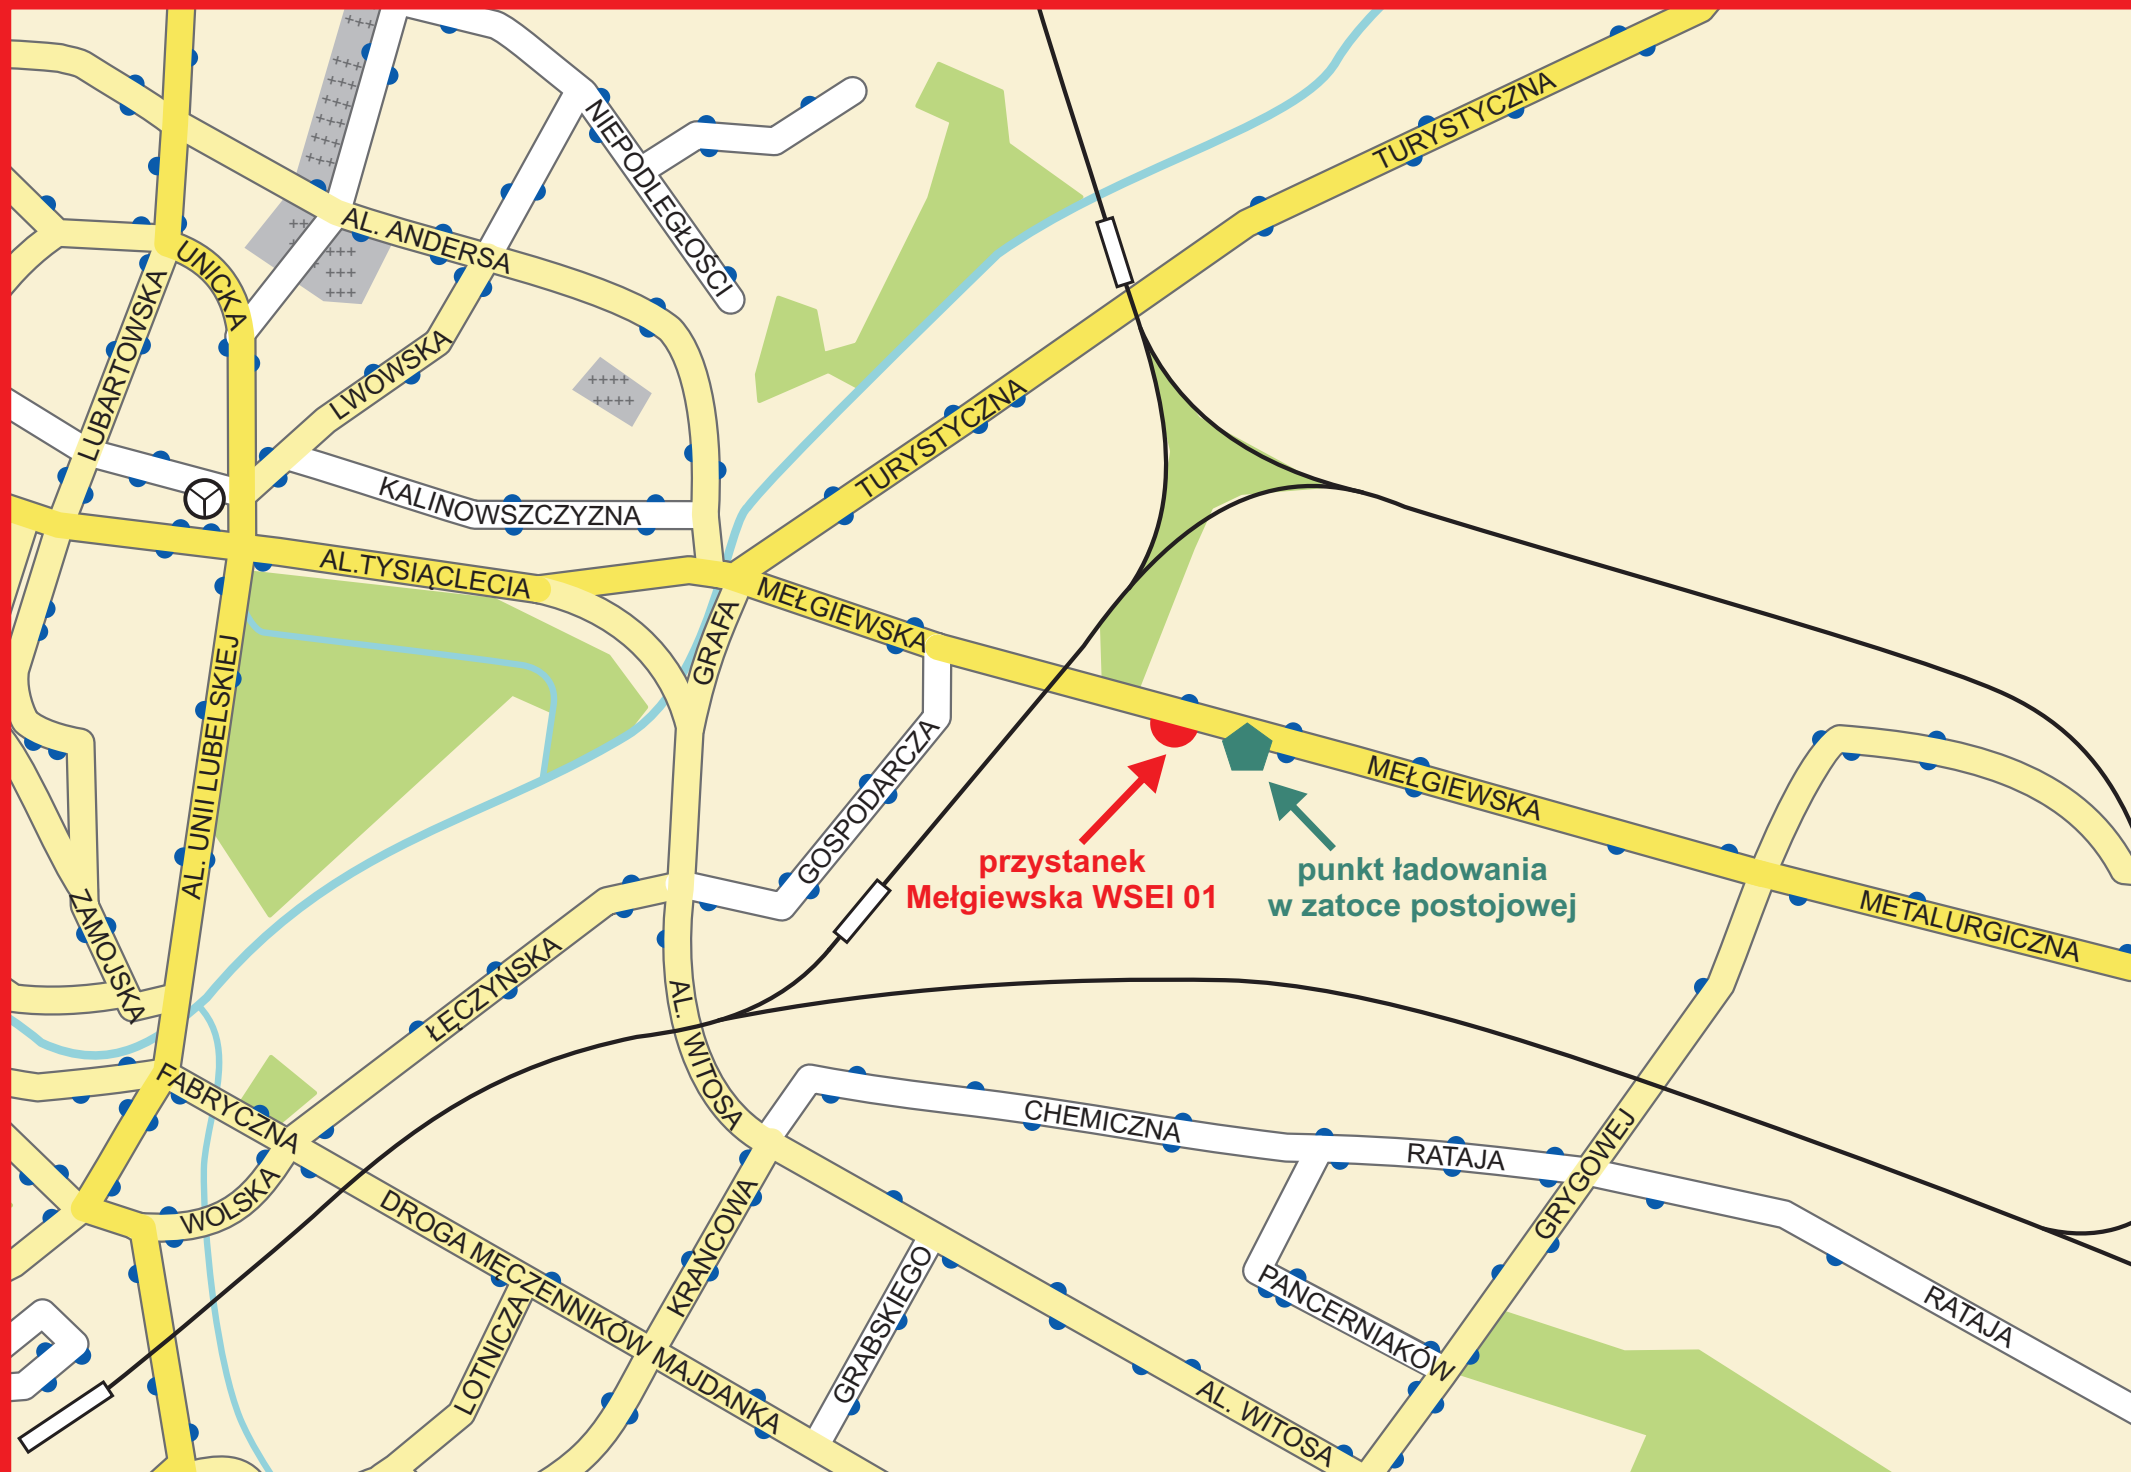 TURYSTYCZNA
NIEPODLEGŁOŚCI
AL. ANDERSA
UNICKA
LUBARTOWSKA
LWOWSKA
TURYSTYCZNA
KALINOWSZCZYZNA
AL.TYSIĄCLECIA
MEŁGIEWSKA
GRAFA
AL. UNII LUBELSKIEJ
GOSPODARCZA
MEŁGIEWSKA
przystanek
Mełgiewska WSEI 01
punkt ładowania
w zatoce postojowej
METALURGICZNA
ZAMOJSKA
ŁĘCZYŃSKA
AL. WITOSA
FABRYCZNA
CHEMICZNA
RATAJA
GRYGOWEJ
WOLSKA
DROGA MĘCZENNIKÓW MAJDANKA
KRAŃCOWA
GRABSKIEGO
PANCERNIAKÓW
RATAJA
LOTNICZA
AL. WITOSA